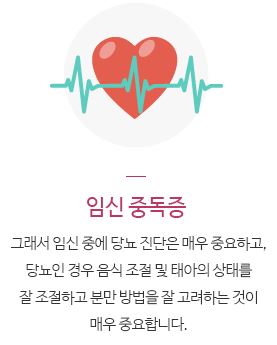 임신 중독증
그래서 임신 중에 당뇨 진단은 매우 중요하고,
당뇨인 경우 음식 조절 및 태아의 상태를
잘 조절하고 분만 방법을 잘 고려하는 것이
매우 중요합니다.